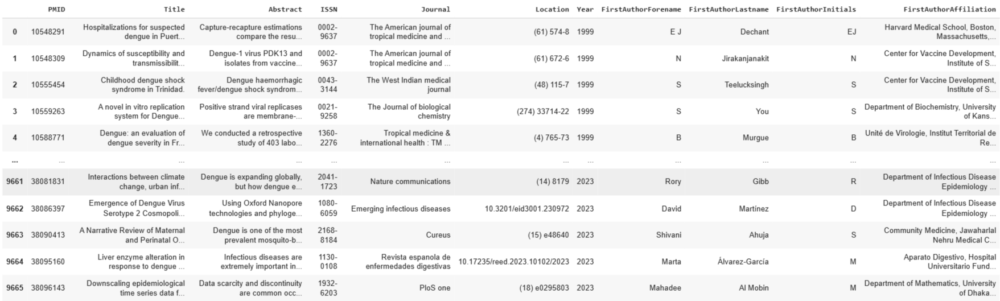 PMID Title Abstract ISSN Journal Location Year FirstAuthorForename FirstAuthorLastname FirstAuthorInitials FirstAuthorAffiliation
0 10548291 Hospitalizations for suspected dengue in Puert... Capture-recapture estimations compare the resu... 0002-9637 The American journal of tropical medicine and ... (61) 574-8 1999 E J Dechant EJ Harvard Medical School, Boston, Massachusetts,...
1 10548309 Dynamics of susceptibility and transmissibilit... Dengue-1 virus PDK13 and isolates from vaccine... 0002-9637 The American journal of tropical medicine and ... (61) 672-6 1999 N Jirakanjanakit N Center for Vaccine Development, Institute of S...
2 10555454 Childhood dengue shock syndrome in Trinidad. Dengue haemorrhagic fever/dengue shock syndrom... 0043-3144 The West Indian medical journal (48) 115-7 1999 S Teelucksingh S Center for Vaccine Development, Institute of S...
3 10559263 A novel in vitro replication system for Dengue... Positive strand viral replicases are membrane-... 0021-9258 The Journal of biological chemistry (274) 33714-22 1999 S You S Department of Biochemistry, University of Kans...
4 10588771 Dengue: an evaluation of dengue severity in Fr... We conducted a retrospective study of 403 labo... 1360-2276 Tropical medicine & international health : TM ... (4) 765-73 1999 B Murgue B Unité de Virologie, Institut Territorial de Re...
... ... ... ... ... ... ... ... ... ... ... ...
9661 38081831 Interactions between climate change, urban inf... Dengue is expanding globally, but how dengue e... 2041-1723 Nature communications (14) 8179 2023 Rory Gibb R Department of Infectious Disease Epidemiology ...
9662 38086397 Emergence of Dengue Virus Serotype 2 Cosmopoli... Using Oxford Nanopore technologies and phyloge... 1080-6059 Emerging infectious diseases 10.3201/eid3001.230972 2023 David Martínez D Department of Infectious Disease Epidemiology ...
9663 38090413 A Narrative Review of Maternal and Perinatal O... Dengue is one of the most prevalent mosquito-b... 2168-8184 Cureus (15) e48640 2023 Shivani Ahuja S Community Medicine, Jawaharlal Nehru Medical C...
9664 38095160 Liver enzyme alteration in response to dengue ... Infectious diseases are extremely important in... 1130-0108 Revista espanola de enfermedades digestivas 10.17235/reed.2023.10102/2023 2023 Marta Álvarez-García M Aparato Digestivo, Hospital Universitario Fund...
9665 38096143 Downscaling epidemiological time series data f... Data scarcity and discontinuity are common occ... 1932-6203 PloS one (18) e0295803 2023 Mahadee Al Mobin M Department of Mathematics, University of Dhaka...